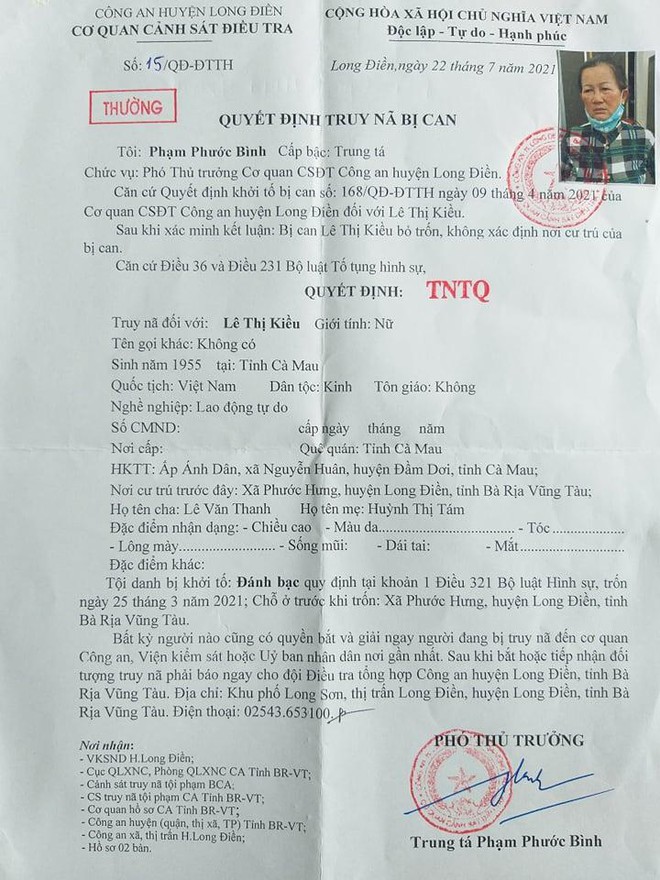 CÔNG AN HUYỆN LONG ĐIỀN
CƠ QUAN CẢNH SÁT ĐIỀU TRA
CỘNG HÒA XÃ HỘI CHỦ NGHĨA VIỆT NAM
Độc lập - Tự do - Hạnh phúc
Số: 15/QĐ-ĐTTH
Long Điền, ngày 22 tháng 7 năm 2021
THƯỜNG
QUYẾT ĐỊNH TRUY NÃ BỊ CAN
Tôi: Phạm Phước Bình Cấp bậc: Trung tá
Chức vụ: Phó Thủ trưởng Cơ quan CSĐT Công an huyện Long Điền.
Căn cứ Quyết định khởi tố bị can số: 168/QĐ-ĐTTH ngày 09 tháng 4 năm 2021 của
Cơ quan CSĐT Công an huyện Long Điền đối với Lê Thị Kiều.
Sau khi xác minh kết luận: Bị can Lê Thị Kiều bỏ trốn, không xác định nơi cư trú của
bị can.
Căn cứ Điều 36 và Điều 231 Bộ luật Tố tụng hình sự,
QUYẾT ĐỊNH: TNTQ
Truy nã đối với: Lê Thị Kiều Giới tính: Nữ
Tên gọi khác: Không có
Sinh năm 1955 tại: Tỉnh Cà Mau
Quốc tịch: Việt Nam Dân tộc: Kinh Tôn giáo: Không
Nghề nghiệp: Lao động tự do
Số CMND: cấp ngày tháng năm
Nơi cấp: Quê quán: Tỉnh Cà Mau
HKTT: Ấp Ánh Dân, xã Nguyễn Huân, huyện Đầm Dơi, tỉnh Cà Mau;
Nơi cư trú trước đây: Xã Phước Hưng, huyện Long Điền, tỉnh Bà Rịa Vũng Tàu;
Họ tên cha: Lê Văn Thanh Họ tên mẹ: Huỳnh Thị Tám
Đặc điểm nhận dạng: - Chiều cao - Màu da........................ - Tóc ....................
- Lông mày........................... - Sống mũi: - Dái tai: - Mắt.....................
Đặc điểm khác:
Tội danh bị khởi tố: Đánh bạc quy định tại khoản 1 Điều 321 Bộ luật Hình sự, trốn
ngày 25 tháng 3 năm 2021; Chỗ ở trước khi trốn: Xã Phước Hưng, huyện Long Điền, tỉnh
Bà Rịa Vũng Tàu.
Bất kỳ người nào cũng có quyền bắt và giải ngay người đang bị truy nã đến cơ quan
Công an, Viện kiểm sát hoặc Uỷ ban nhân dân nơi gần nhất. Sau khi bắt hoặc tiếp nhận đối
tượng truy nã phải báo ngay cho đội Điều tra tổng hợp Công an huyện Long Điền, tỉnh Bà
Rịa Vũng Tàu. Địa chỉ: Khu phố Long Sơn, thị trấn Long Điền, huyện Long Điền, tỉnh Bà
Rịa Vũng Tàu. Điện thoại: 02543.653100.
Nơi nhận:
- VKSND H.Long Điền;
- Cục QLXNC, Phòng QLXNC CA Tỉnh BR-VT;
- Cảnh sát truy nã tội phạm BCA;
- CS truy nã tội phạm CA Tỉnh BR-VT;
- Cơ quan hồ sơ CA Tỉnh BR-VT;
- Công an huyện (quận, thị xã, TP) Tỉnh BR-VT;
- Công an xã, thị trấn H.Long Điền;
- Hồ sơ 02 bản.
PHÓ THỦ TRƯỞNG
Trung tá Phạm Phước Bình